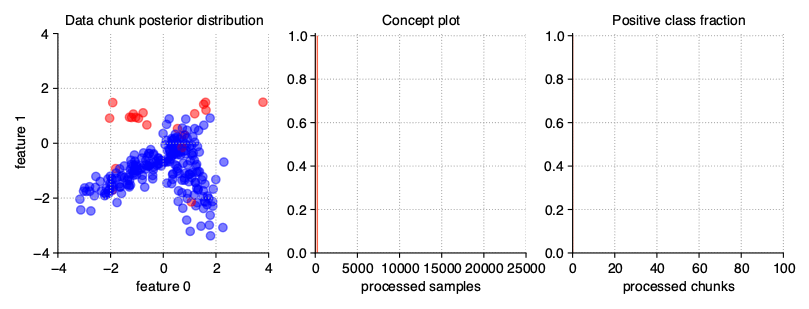 Data chunk posterior distribution
4
2
0
−2
−4
−4 −2 0 2 4
feature 1
feature 0
Concept plot
1.0
0.8
0.6
0.4
0.2
0.0
0 5000 10000 15000 20000 25000
processed samples
Positive class fraction
1.0
0.8
0.6
0.4
0.2
0.0
0 20 40 60 80 100
processed chunks